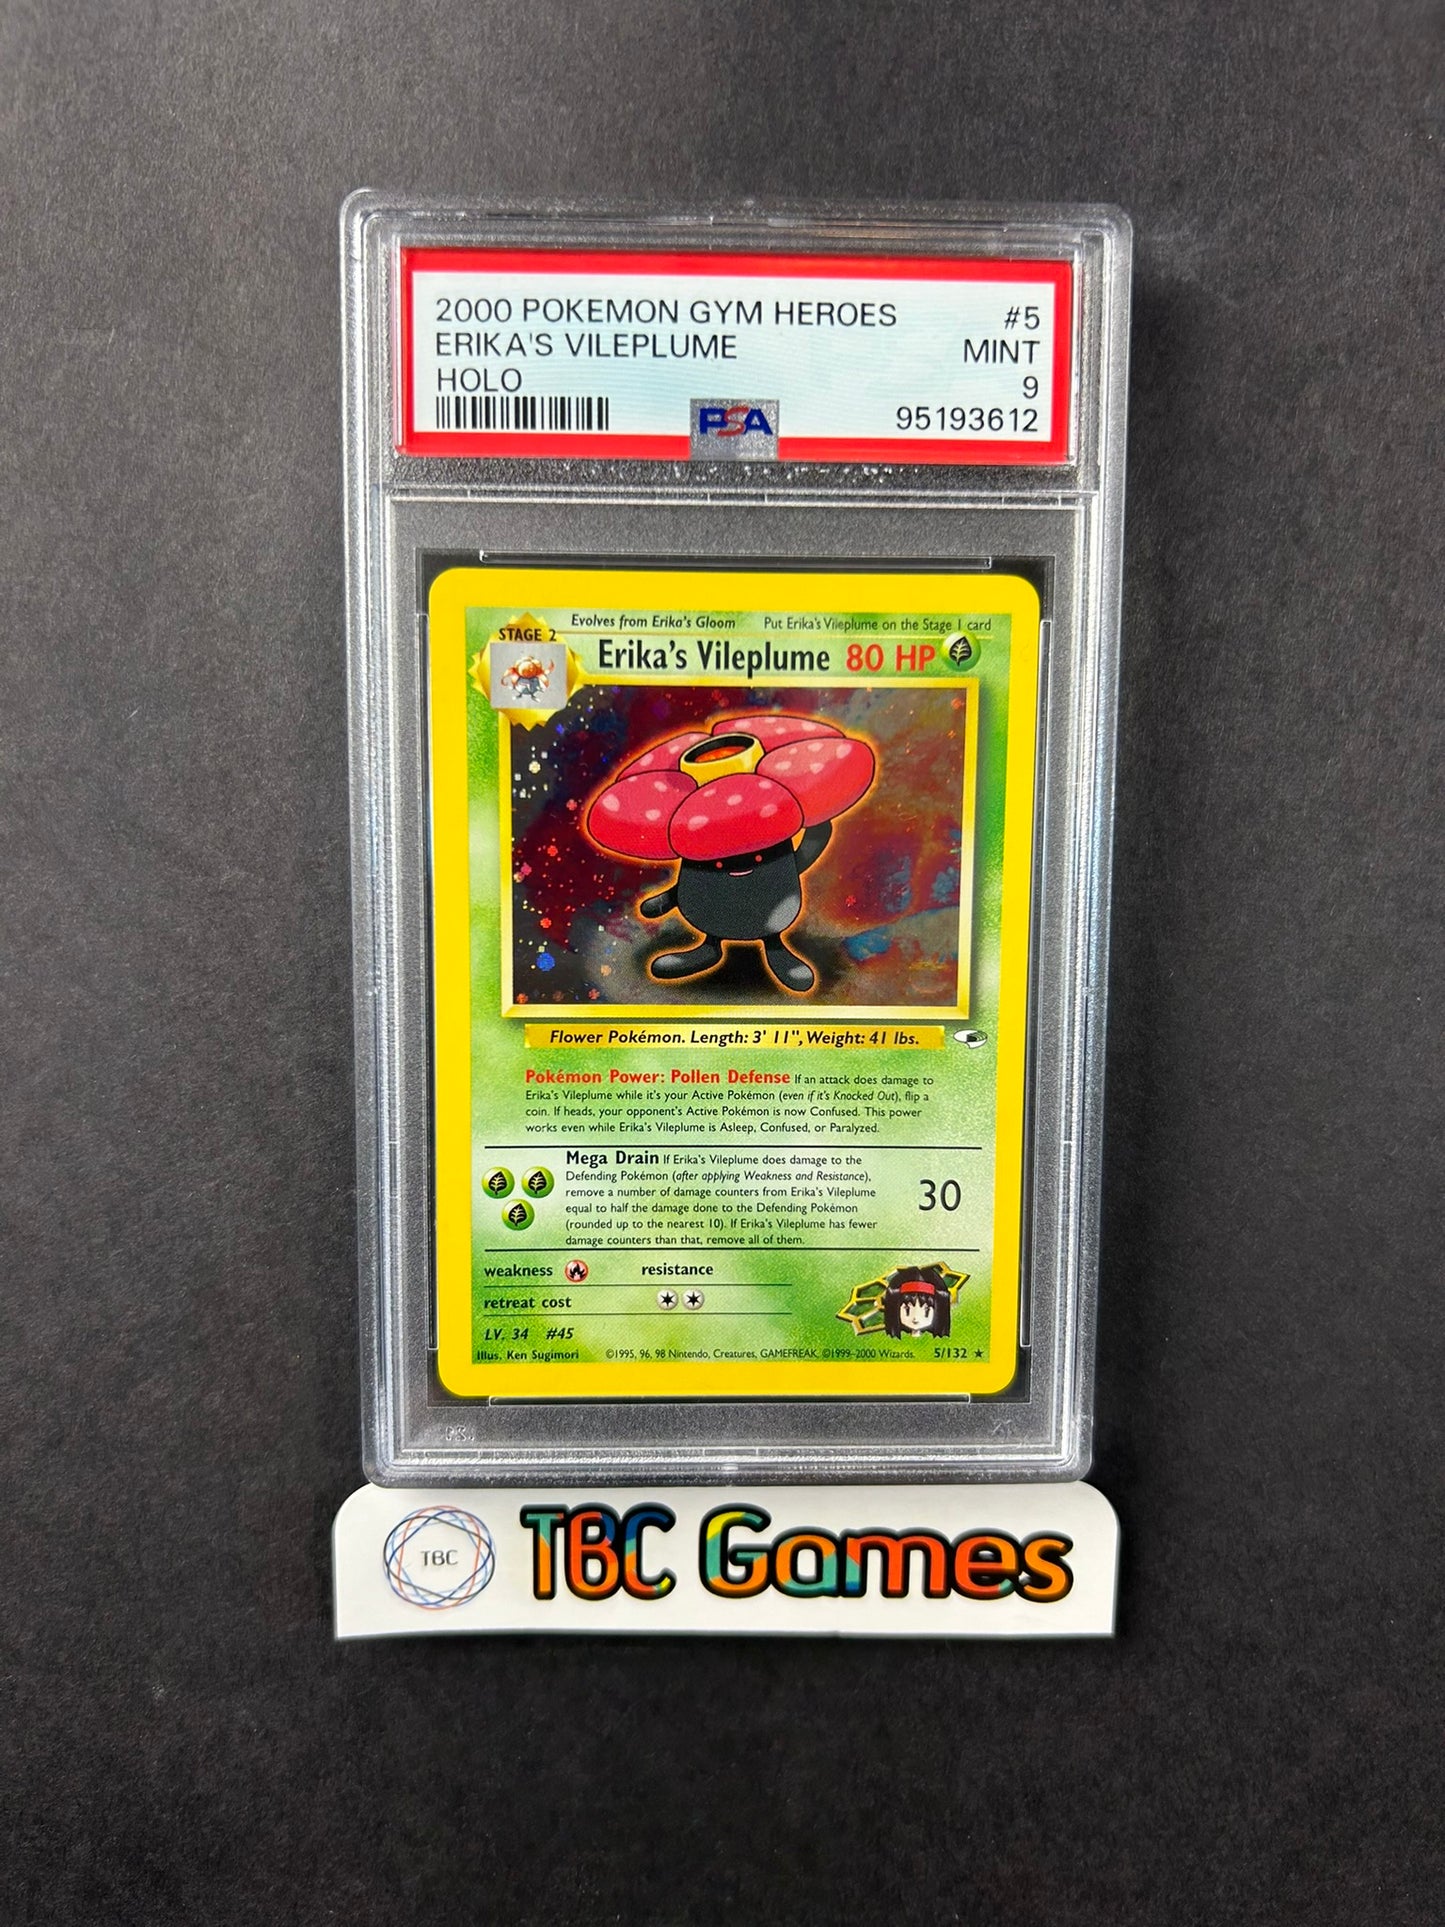 2000 POKEMON GYM HEROES #5
ERIKA'S VILEPLUME MINT
HOLO 9
PSA 95193612
Evolves from Erika's Gloom Put Erika's Vileplume on the Stage 1 card
STAGE 2
Erika's Vileplume 80 HP
Flower Pokémon. Length: 3' 11", Weight: 41 lbs.
Pokémon Power: Pollen Defense If an attack does damage to
Erika's Vileplume while it's your Active Pokémon (even if it's Knocked Out), flip a
coin. If heads, your opponent's Active Pokémon is now Confused. This power
works even while Erika's Vileplume is Asleep, Confused, or Paralyzed.
Mega Drain If Erika's Vileplume does damage to the
Defending Pokémon (after applying Weakness and Resistance),
remove a number of damage counters from Erika's Vileplume
equal to half the damage done to the Defending Pokémon
(rounded up to the nearest 10). If Erika's Vileplume has fewer
damage counters than that, remove all of them.
30
weakness resistance
retreat cost
LV. 34 #45
Illus. Ken Sugimori ©1995, 96, 98 Nintendo, Creatures, GAMEFREAK. ©1999-2000 Wizards. 5/132 ★
TBC TBC Games